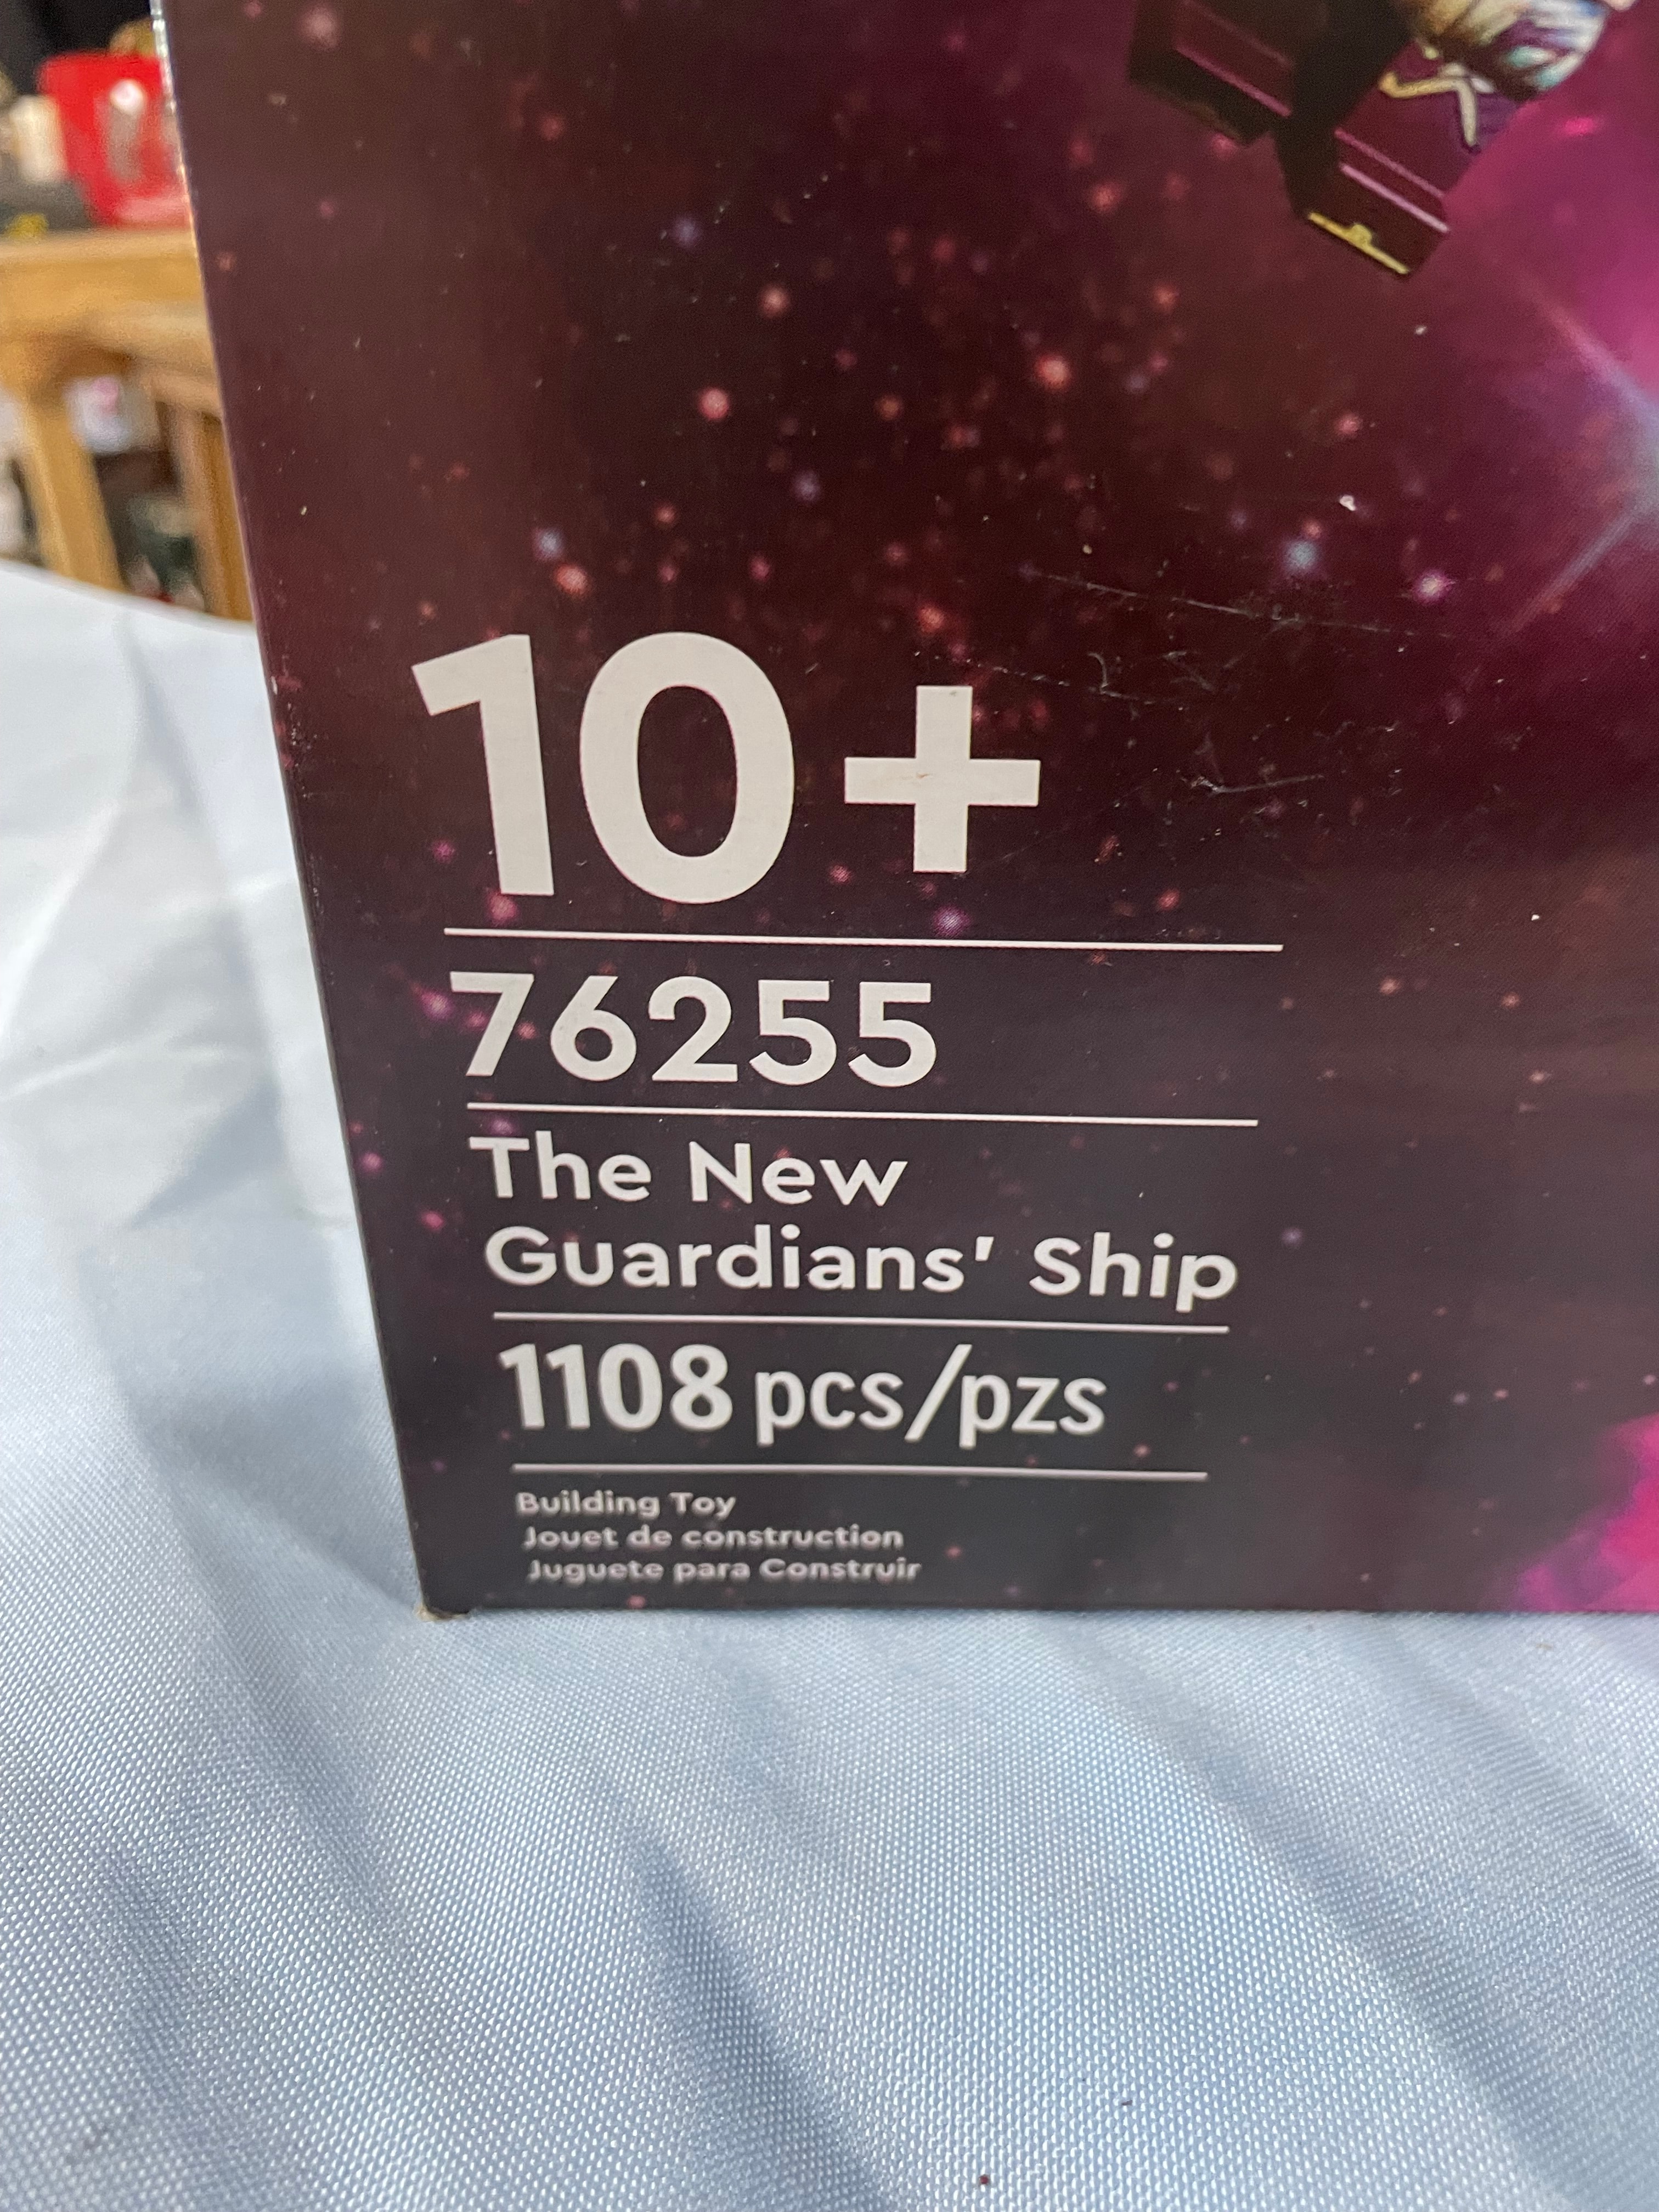 10+
76255
The New
Guardians' Ship
1108 pcs/pzs
Building Toy
Jouet de construction
Juguete para Construir